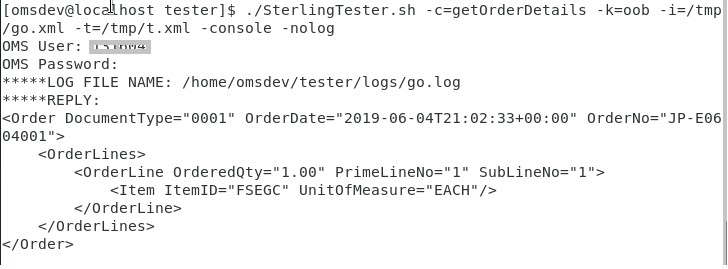 [omsdev@localhost tester]$ ./SterlingTester.sh -c=getOrderDetails -k=oob -i=/tmp
/go.xml -t=/tmp/t.xml -console -nolog
OMS User:
OMS Password:
*****LOG FILE NAME: /home/omsdev/tester/logs/go.log
*****REPLY:
<Order DocumentType="0001" OrderDate="2019-06-04T21:02:33+00:00" OrderNo="JP-E06
04001">
    <OrderLines>
        <OrderLine OrderedQty="1.00" PrimeLineNo="1" SubLineNo="1">
            <Item ItemID="FSEGC" UnitOfMeasure="EACH"/>
        </OrderLine>
    </OrderLines>
</Order>